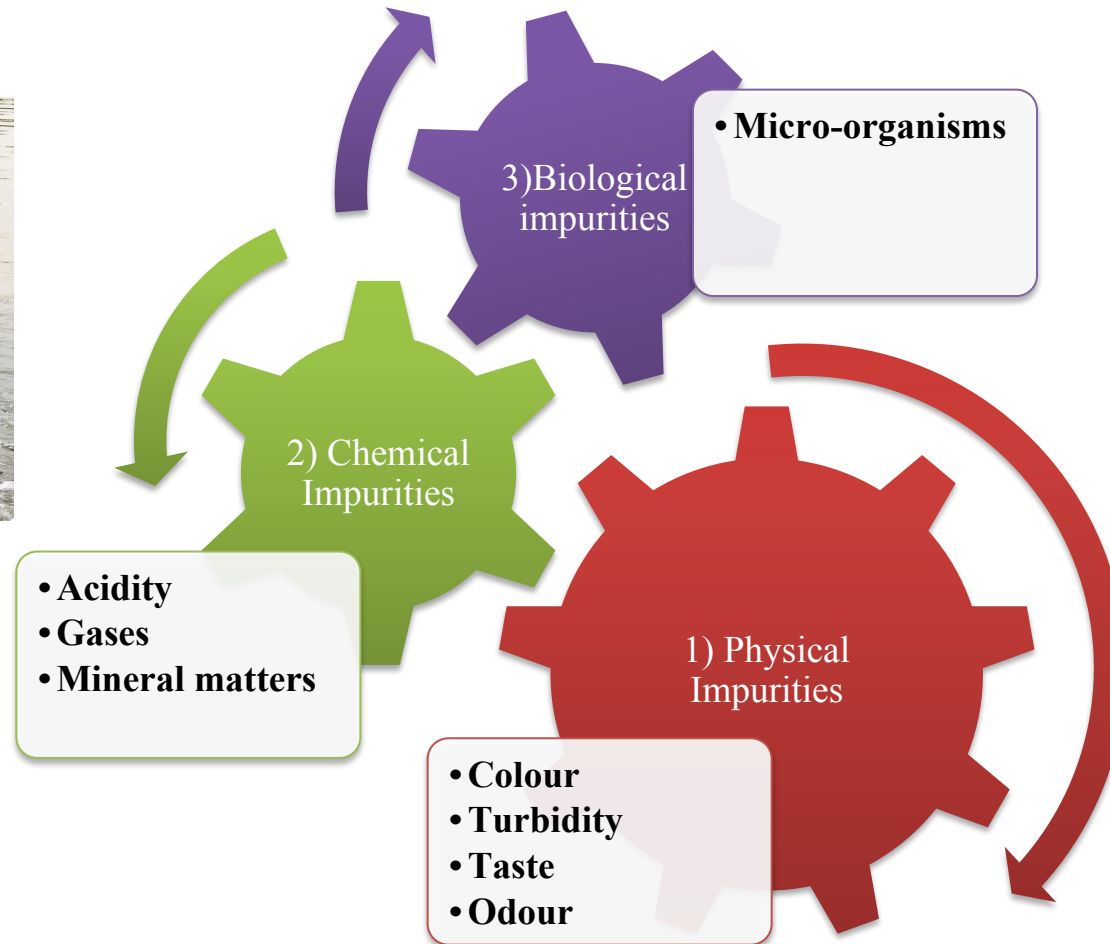 3)Biological
impurities
• Micro-organisms
2) Chemical
Impurities
• Acidity
• Gases
• Mineral matters
1) Physical
Impurities
• Colour
• Turbidity
• Taste
• Odour